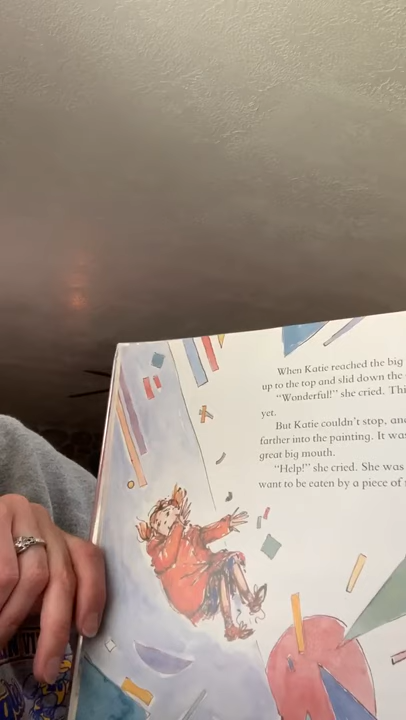 When Katie reached the big
up to the top and slid down the
"Wonderful!" she cried. Thi
yet.
But Katie couldn't stop, and
farther into the painting. It was
great big mouth.
"Help!" she cried. She was
want to be eaten by a piece of